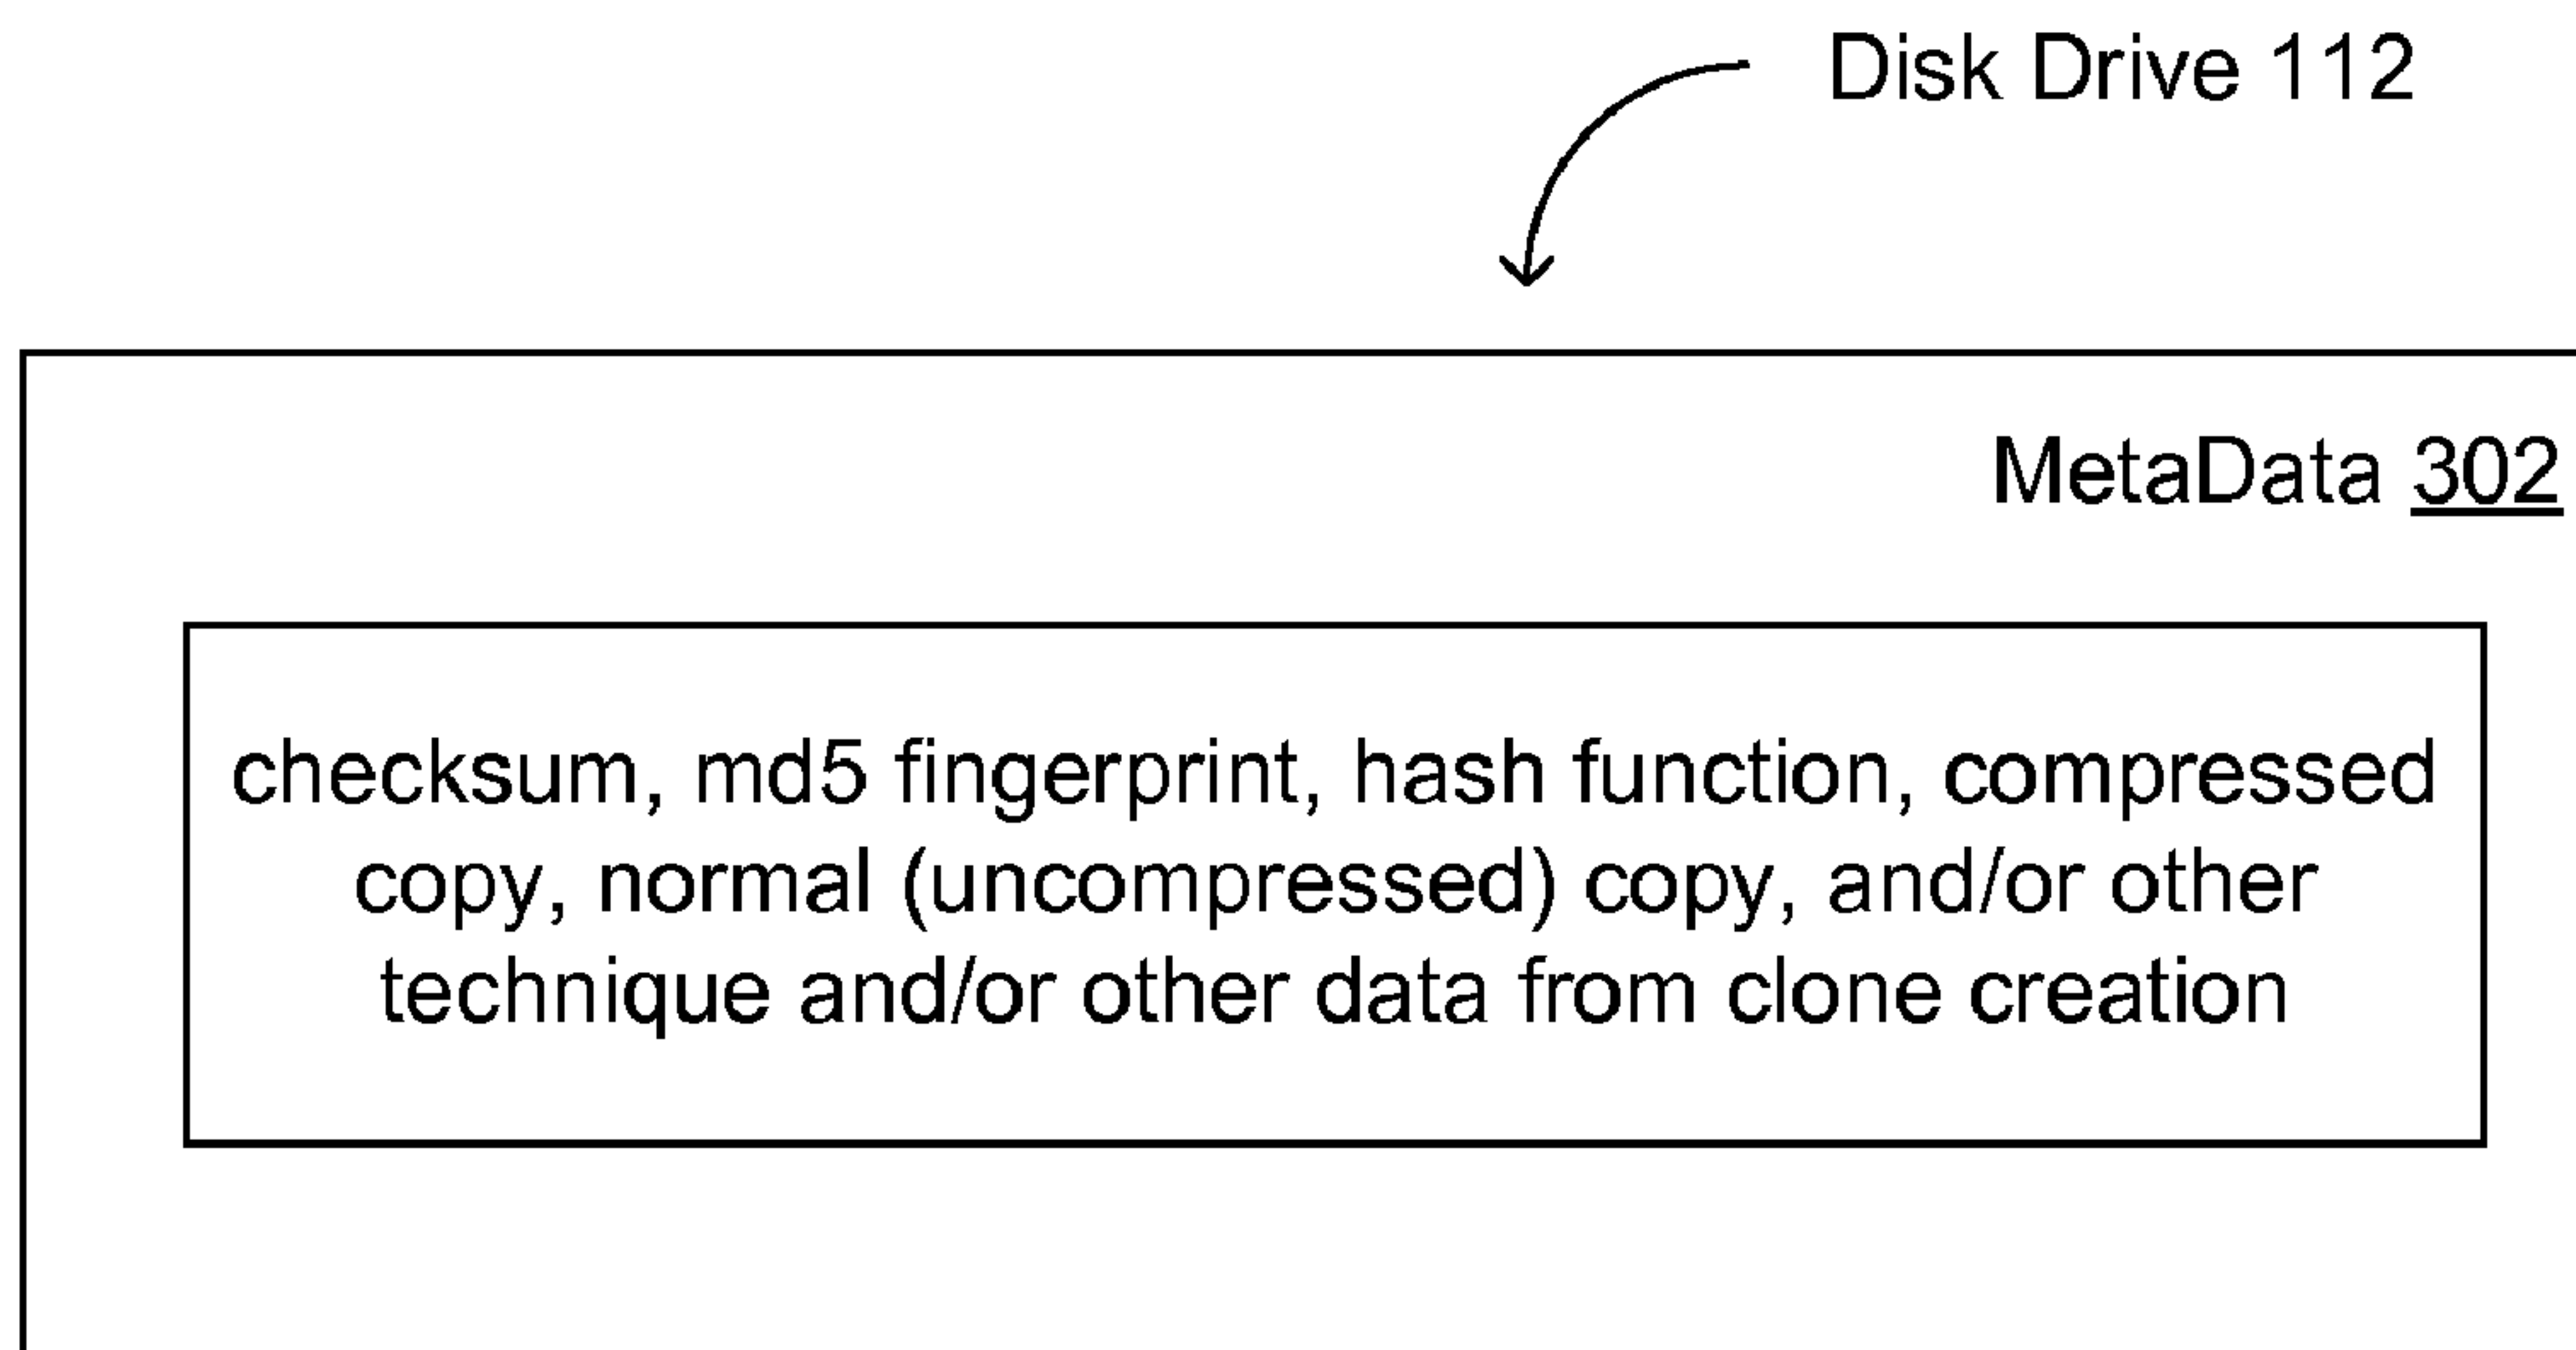 Disk Drive 112
MetaData 302
checksum, md5 fingerprint, hash function, compressed
copy, normal (uncompressed) copy, and/or other
technique and/or other data from clone creation